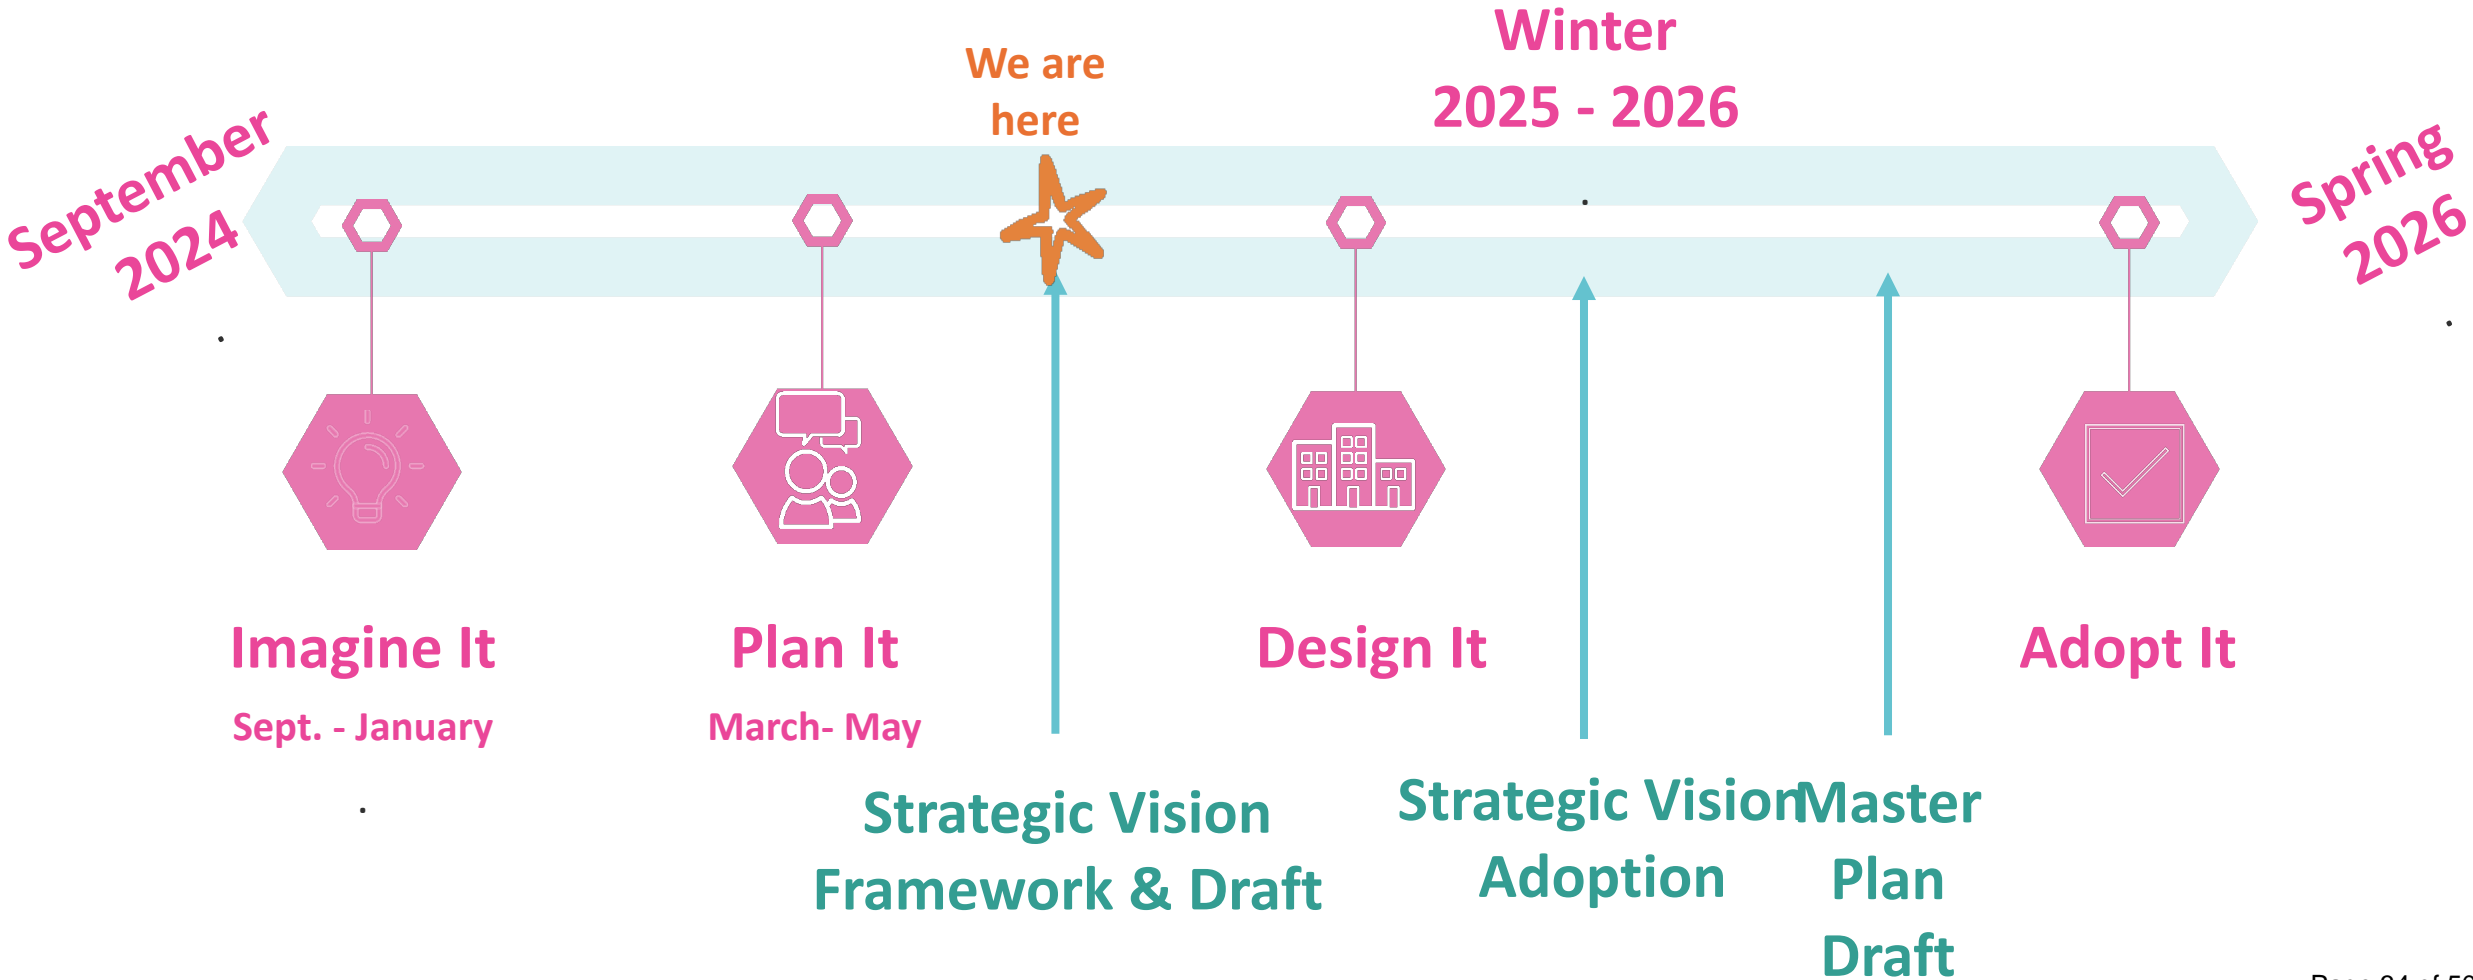 Winter
2025 - 2026
We are
here
September
2024
Spring
2026
Imagine It
Sept. - January
Plan It
March- May
Design It
Adopt It
Strategic Vision
Framework & Draft
Strategic Vision
Adoption
Master
Plan
Draft